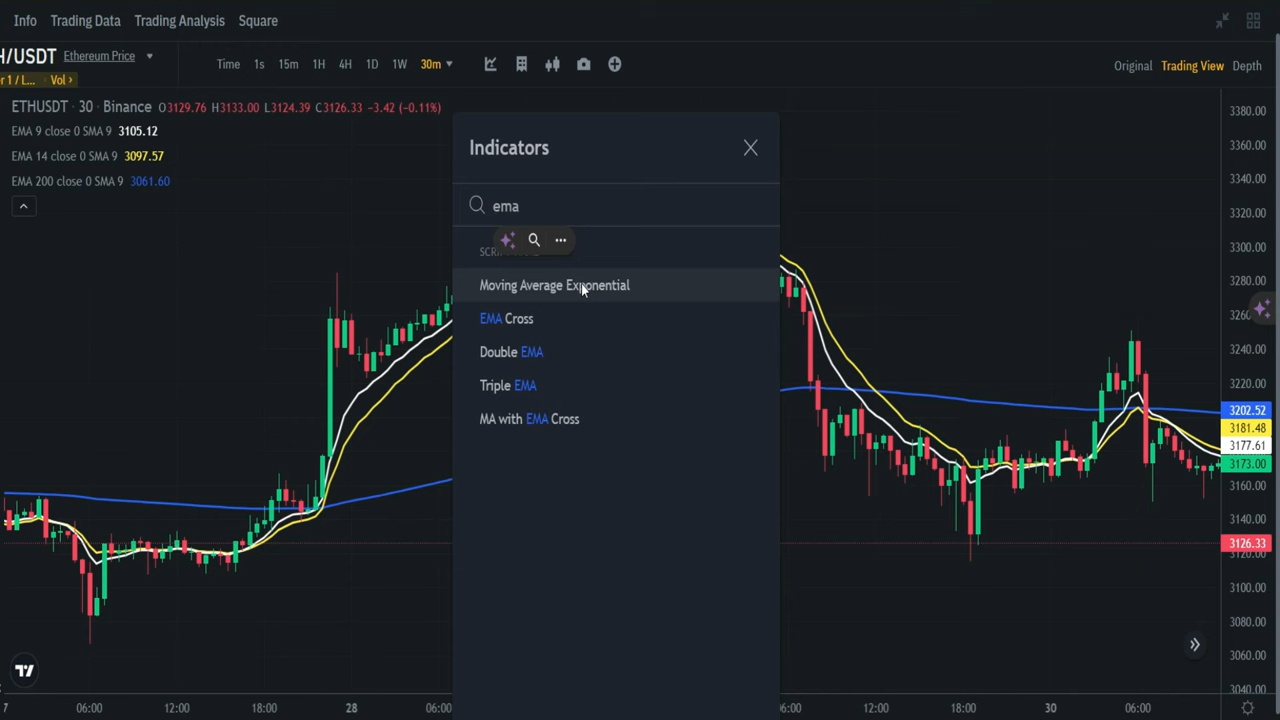 Info Trading Data Trading Analysis Square
H/USDT Ethereum Price
Time 1s 15m 1H 4H 1D 1W 30m
Original Trading View Depth
er 1 / L... Vol
ETHUSDT · 30 · Binance O3129.76 H3133.00 L3124.39 C3126.33 −3.42 (−0.11%)
EMA 9 close 0 SMA 9 3105.12
EMA 14 close 0 SMA 9 3097.57
EMA 200 close 0 SMA 9 3061.60
Indicators
ema
Moving Average Exponential
EMA Cross
Double EMA
Triple EMA
MA with EMA Cross
3380.00
3360.00
3340.00
3320.00
3300.00
3280.00
3240.00
3220.00
3202.52
3181.48
3177.61
3173.00
3160.00
3140.00
3126.33
3100.00
3080.00
3060.00
3040.00
7 06:00 12:00 18:00 28 06:00 06:00 12:00 18:00 30 06:00